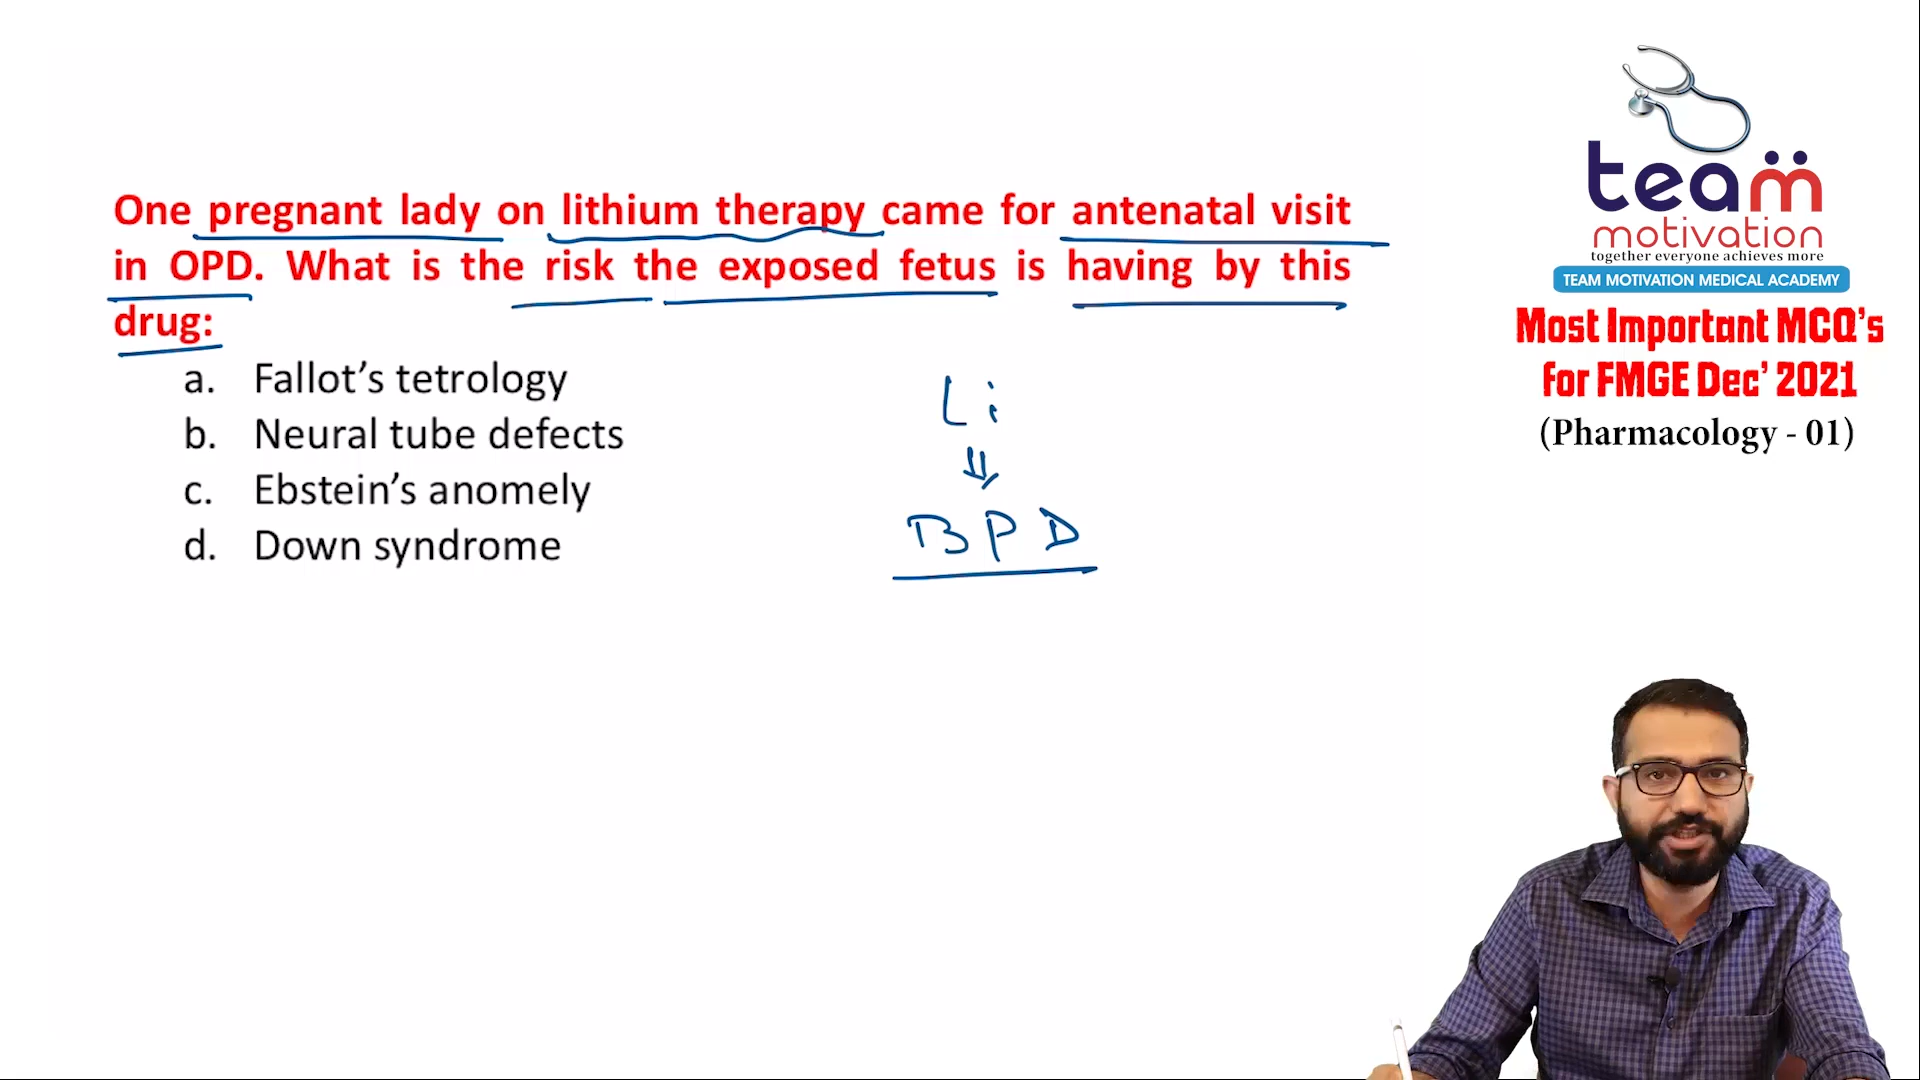 One pregnant lady on lithium therapy came for antenatal visit
in OPD. What is the risk the exposed fetus is having by this
drug:
a. Fallot’s tetrology
b. Neural tube defects
c. Ebstein’s anomely
d. Down syndrome
Li
BPD
team
motivation
together everyone achieves more
TEAM MOTIVATION MEDICAL ACADEMY
Most Important MCQ’s
for FMGE Dec’ 2021
(Pharmacology - 01)